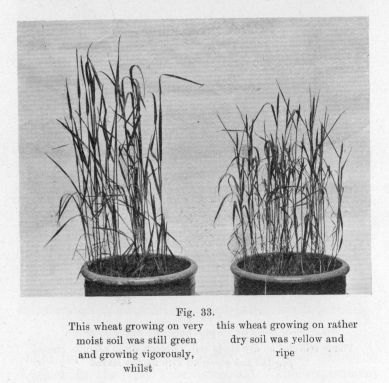 Fig. 33.
This wheat growing on very
moist soil was still green
and growing vigorously,
whilst
this wheat growing on rather
dry soil was yellow and
ripe